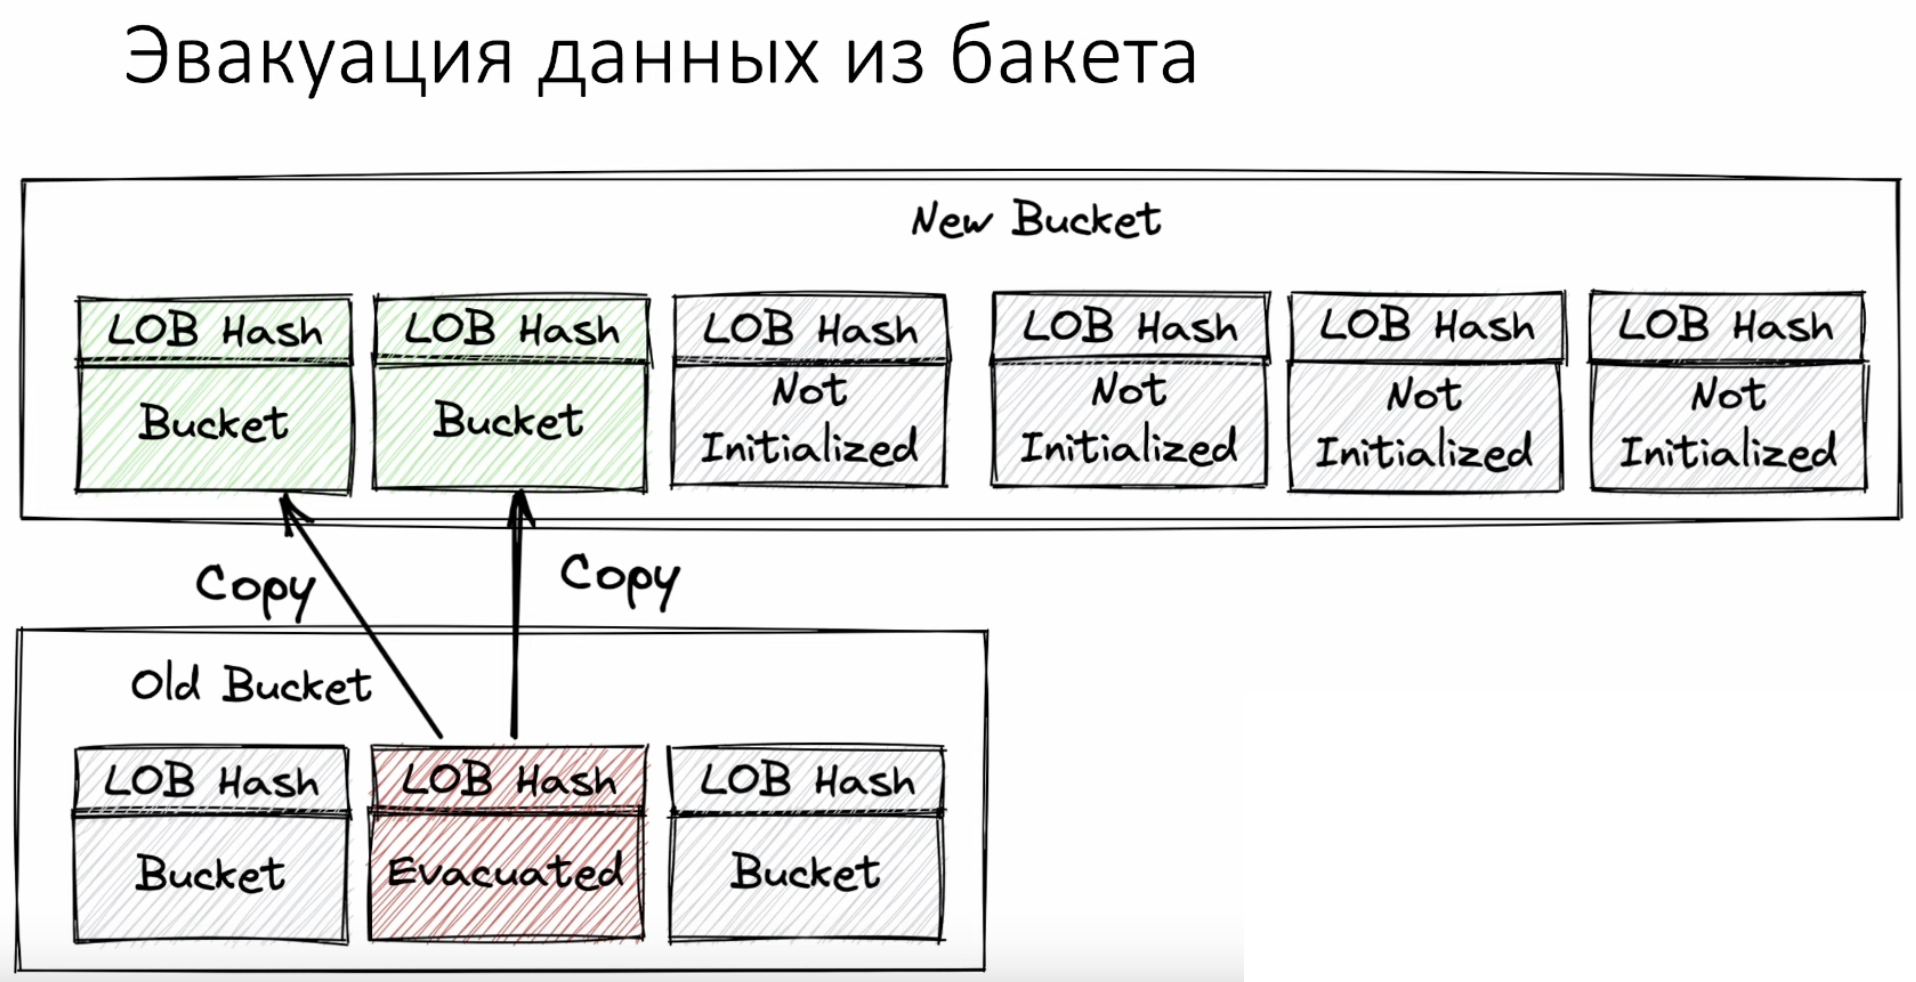 Эвакуация данных из бакета
New Bucket
LOB Hash LOB Hash LOB Hash LOB Hash LOB Hash LOB Hash
Bucket Bucket Not Initialized Not Initialized Not Initialized Not Initialized
Copy Copy
Old Bucket
LOB Hash LOB Hash LOB Hash
Bucket Evacuated Bucket